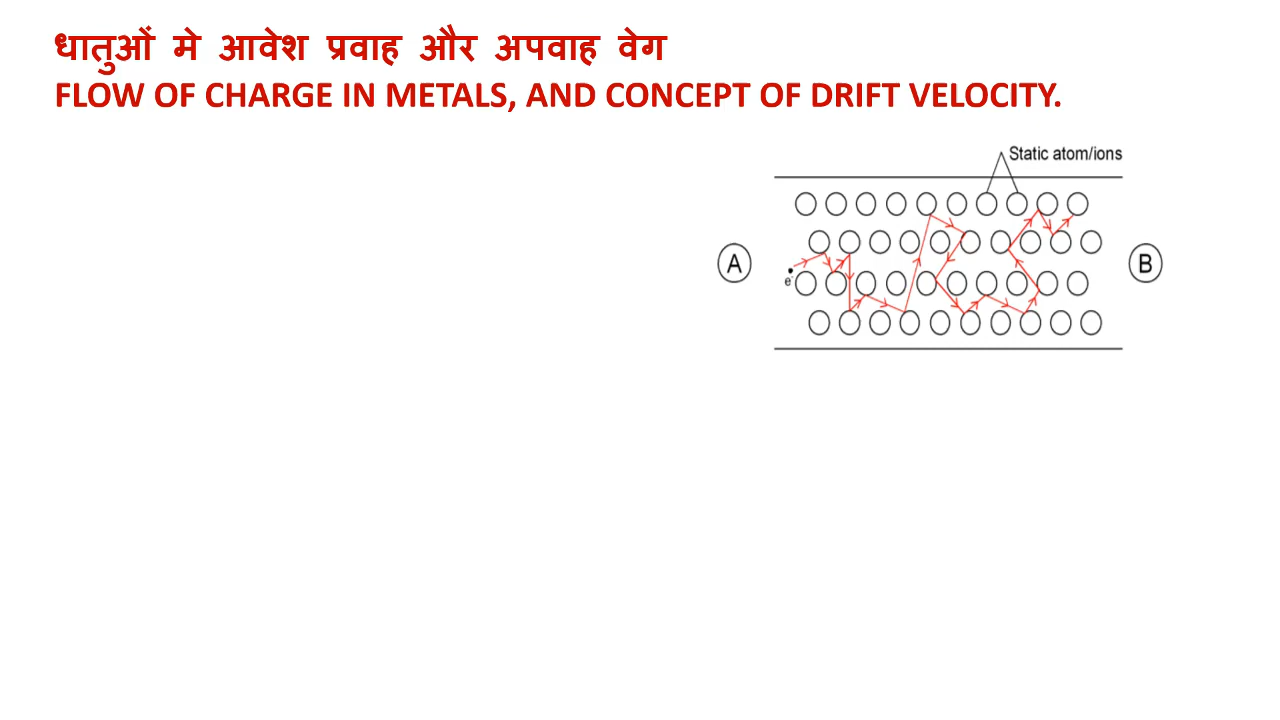 धातुओं मे आवेश प्रवाह और अपवाह वेग
FLOW OF CHARGE IN METALS, AND CONCEPT OF DRIFT VELOCITY.
Static atom/ions
A
e-
B